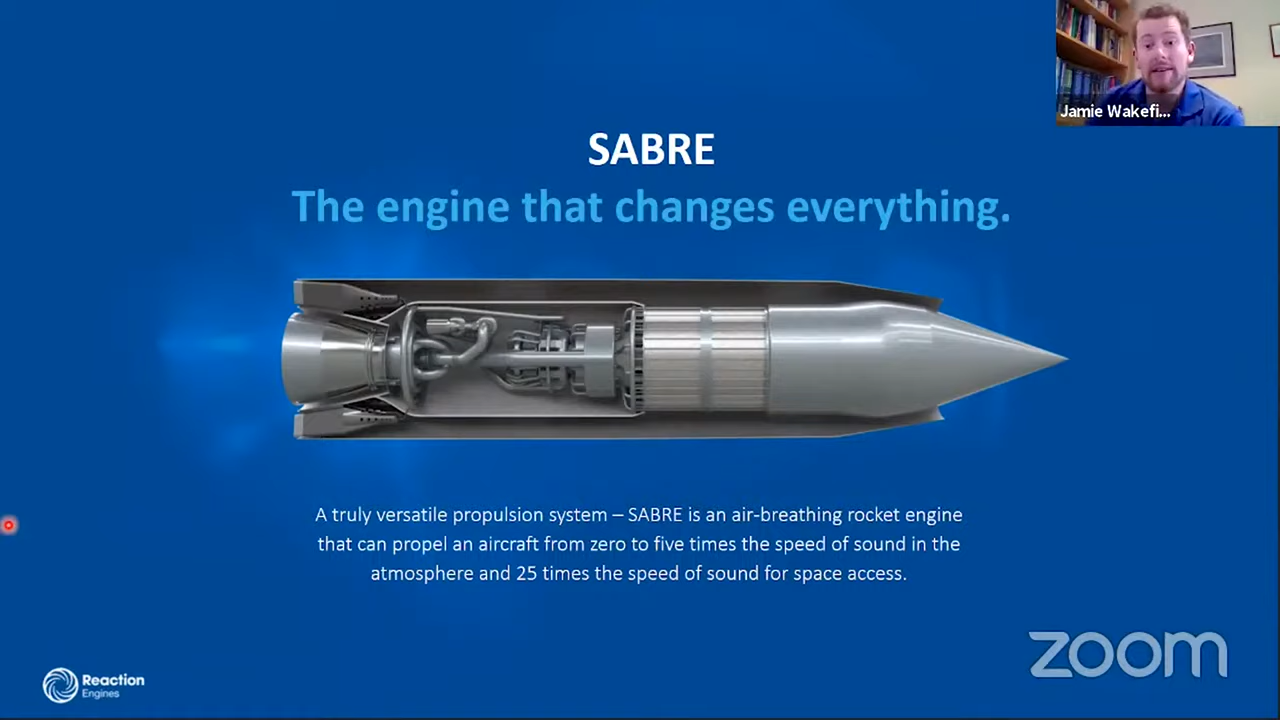 Jamie Wakefi...
SABRE
The engine that changes everything.
A truly versatile propulsion system – SABRE is an air-breathing rocket engine
that can propel an aircraft from zero to five times the speed of sound in the
atmosphere and 25 times the speed of sound for space access.
zoom
Reaction
Engines